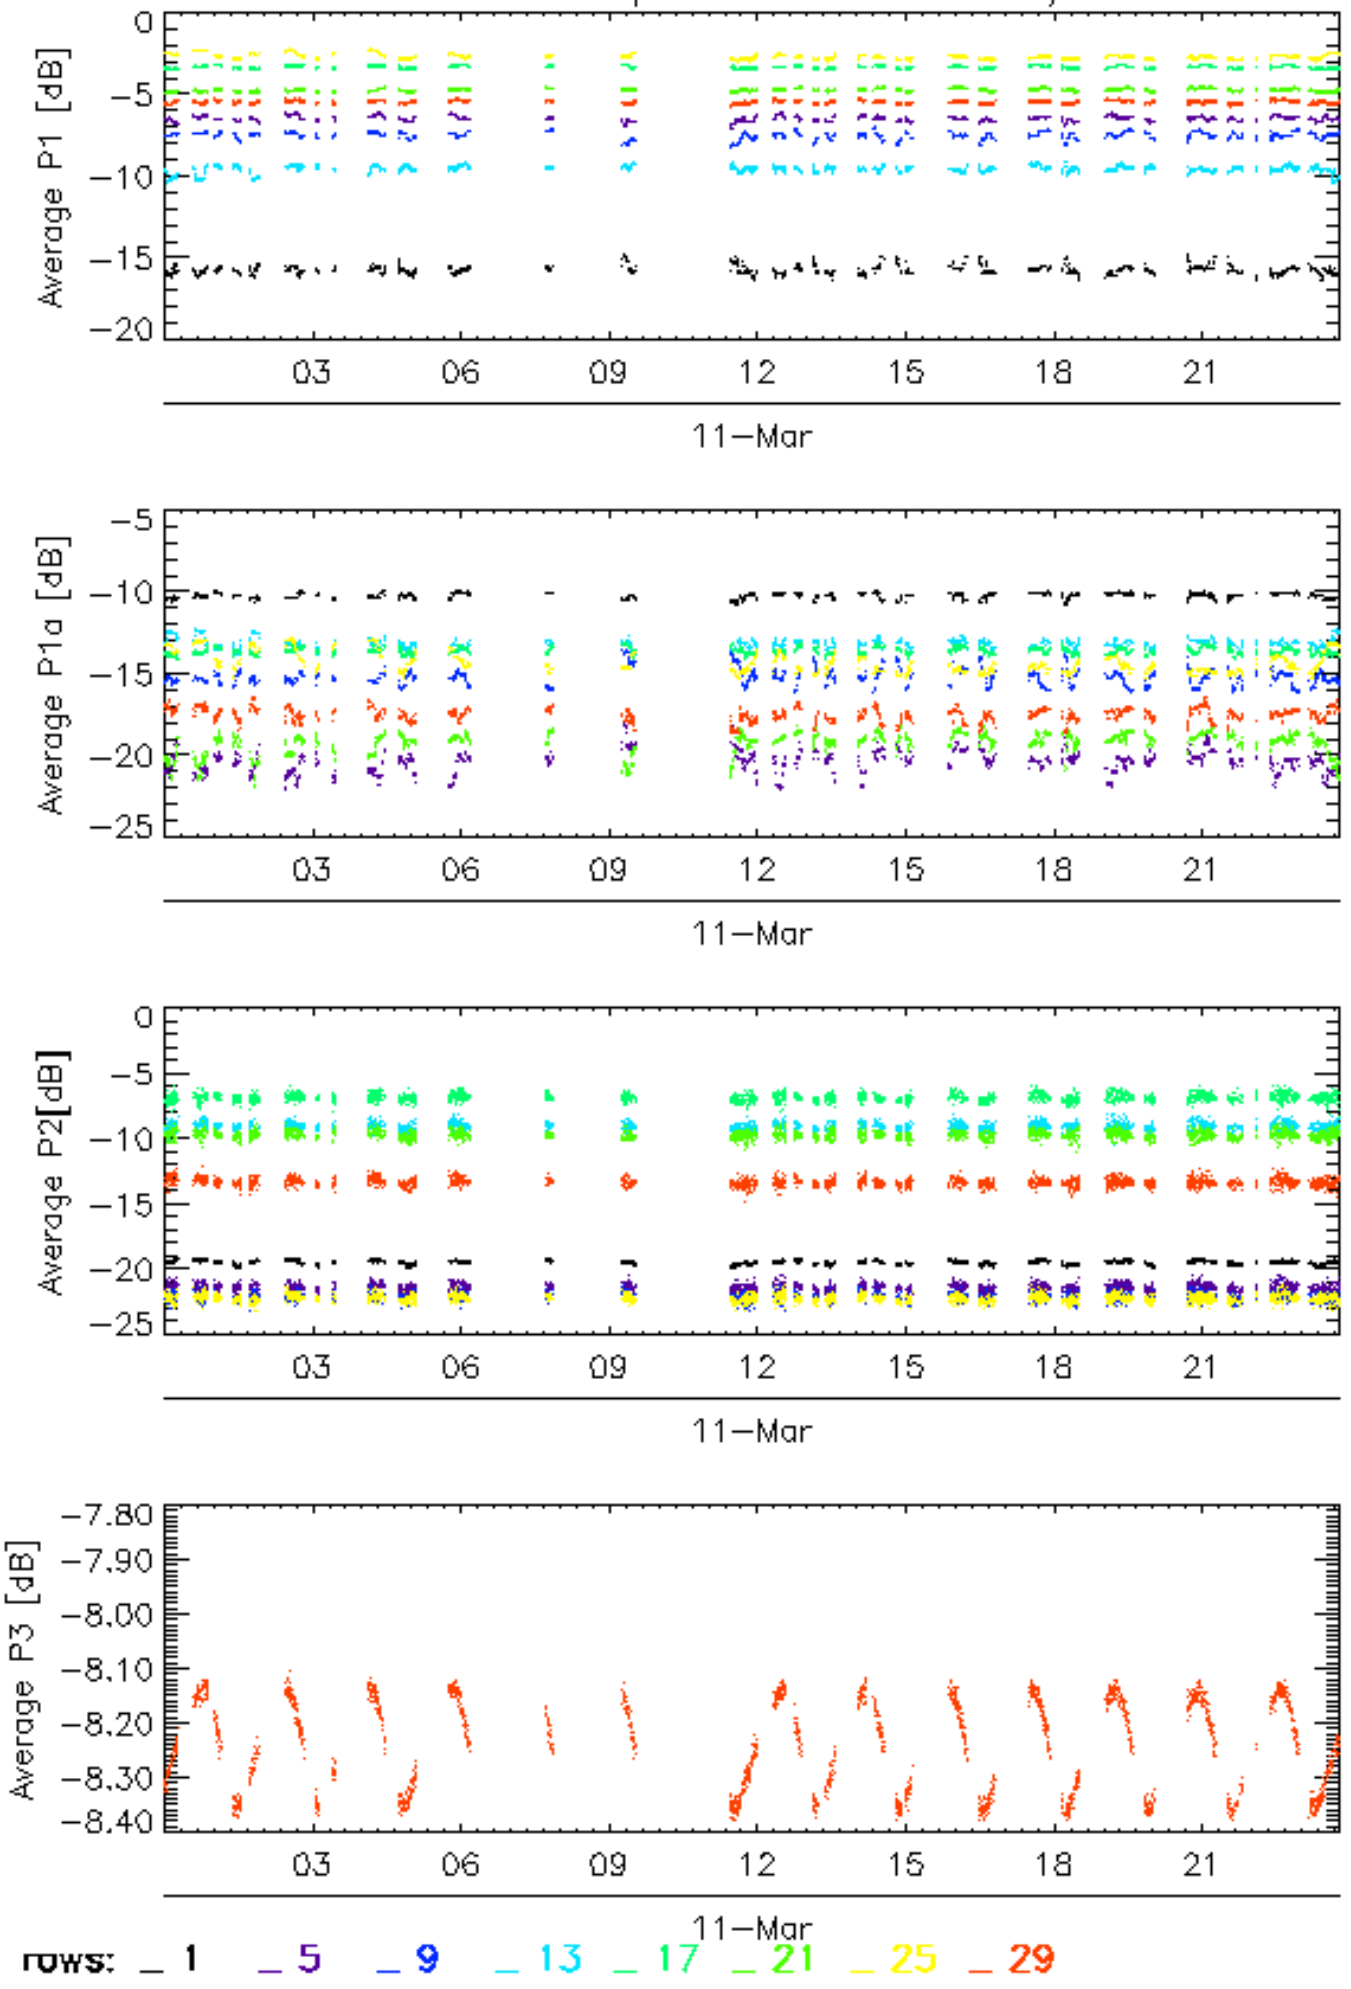 0
−5
−10
−15
−20
Average P1 [dB]
03 06 09 12 15 18 21
11−Mar
−5
−10
−15
−20
−25
Average P1a [dB]
03 06 09 12 15 18 21
11−Mar
0
−5
−10
−15
−20
−25
Average P2[dB]
03 06 09 12 15 18 21
11−Mar
−7.80
−7.90
−8.00
−8.10
−8.20
−8.30
−8.40
Average P3 [dB]
03 06 09 12 15 18 21
11−Mar
rows: _ 1 _ 5 _ 9 _ 13 _ 17 _ 21 _ 25 _ 29